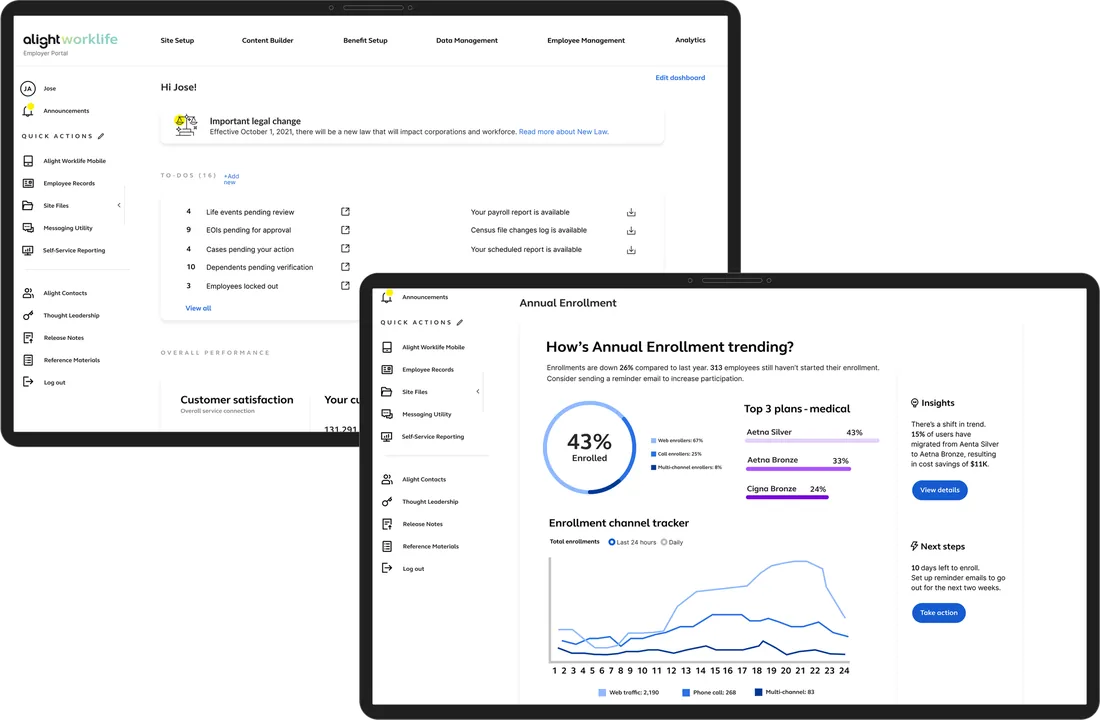 alight worklife
Employer Portal
Site Setup
Content Builder
Benefit Setup
Data Management
Employee Management
Analytics
JA
Jose
Announcements
QUICK ACTIONS
Alight Worklife Mobile
Employee Records
Site Files
Messaging Utility
Self-Service Reporting
Alight Contacts
Thought Leadership
Release Notes
Reference Materials
Log out
Edit dashboard
Hi Jose!
Important legal change
Effective October 1, 2021, there will be a new law that will impact corporations and workforce. Read more about New Law.
TO-DOS (16)
+Add
new
4 Life events pending review
9 EOIs pending for approval
4 Cases pending your action
10 Dependents pending verification
3 Employees locked out
View all
Your payroll report is available
Census file changes log is available
Your scheduled report is available
OVERALL PERFORMANCE
Customer satisfaction
Overall service connection
Your cu
131,291
Announcements
QUICK ACTIONS
Alight Worklife Mobile
Employee Records
Site Files
Messaging Utility
Self-Service Reporting
Alight Contacts
Thought Leadership
Release Notes
Reference Materials
Log out
Annual Enrollment
How's Annual Enrollment trending?
Enrollments are down 26% compared to last year. 313 employees still haven't started their enrollment.
Consider sending a reminder email to increase participation.
43%
Enrolled
Web enrollers: 67%
Call enrollers: 25%
Multi-channel enrollers: 8%
Top 3 plans - medical
Aetna Silver 43%
Aetna Bronze 33%
Cigna Bronze 24%
Enrollment channel tracker
Total enrollments Last 24 hours Daily
1 2 3 4 5 6 7 8 9 10 11 12 13 14 15 16 17 18 19 20 21 22 23 24
Web traffic: 2,190 Phone call: 268 Multi-channel: 83
Insights
There's a shift in trend.
15% of users have
migrated from Aenta Silver
to Aetna Bronze, resulting
in cost savings of $11K.
View details
Next steps
10 days left to enroll.
Set up reminder emails to go
out for the next two weeks.
Take action